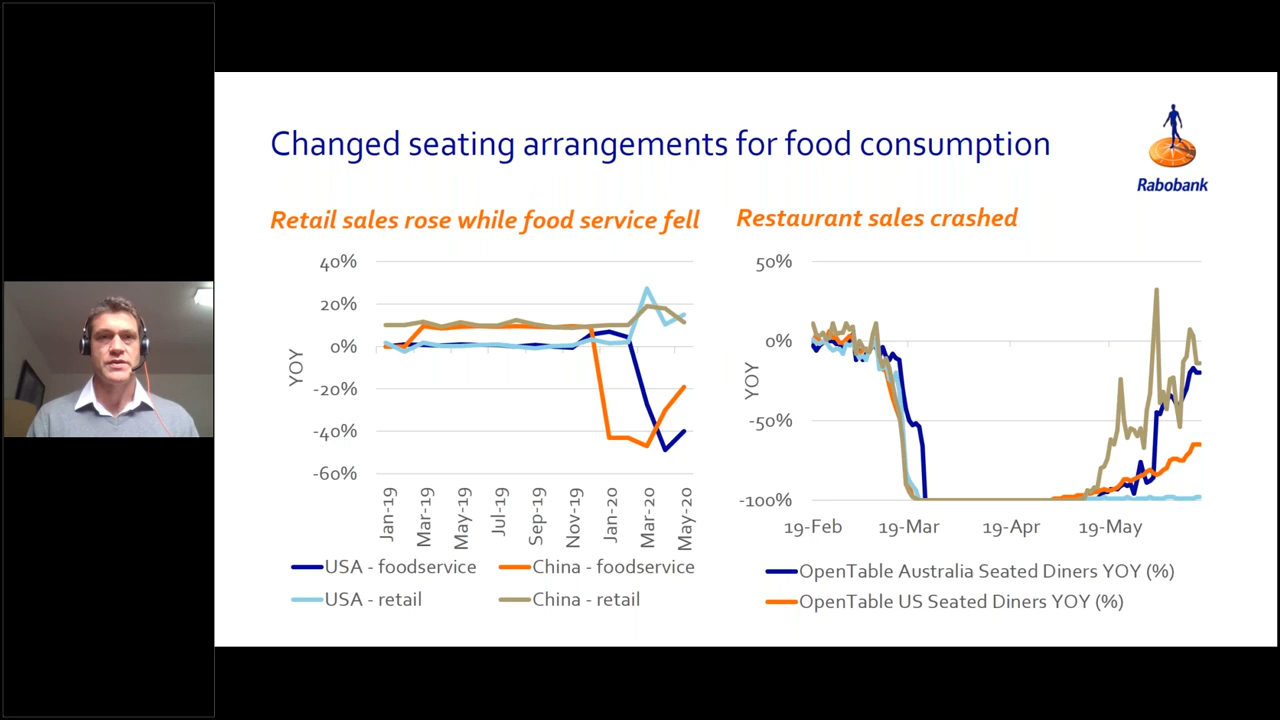 Changed seating arrangements for food consumption
Rabobank
Retail sales rose while food service fell
40%
20%
0%
-20%
-40%
-60%
YOY
Jan-19
Mar-19
May-19
Jul-19
Sep-19
Nov-19
Jan-20
Mar-20
May-20
USA - foodservice
China - foodservice
USA - retail
China - retail
Restaurant sales crashed
50%
0%
-50%
-100%
YOY
19-Feb
19-Mar
19-Apr
19-May
OpenTable Australia Seated Diners YOY (%)
OpenTable US Seated Diners YOY (%)